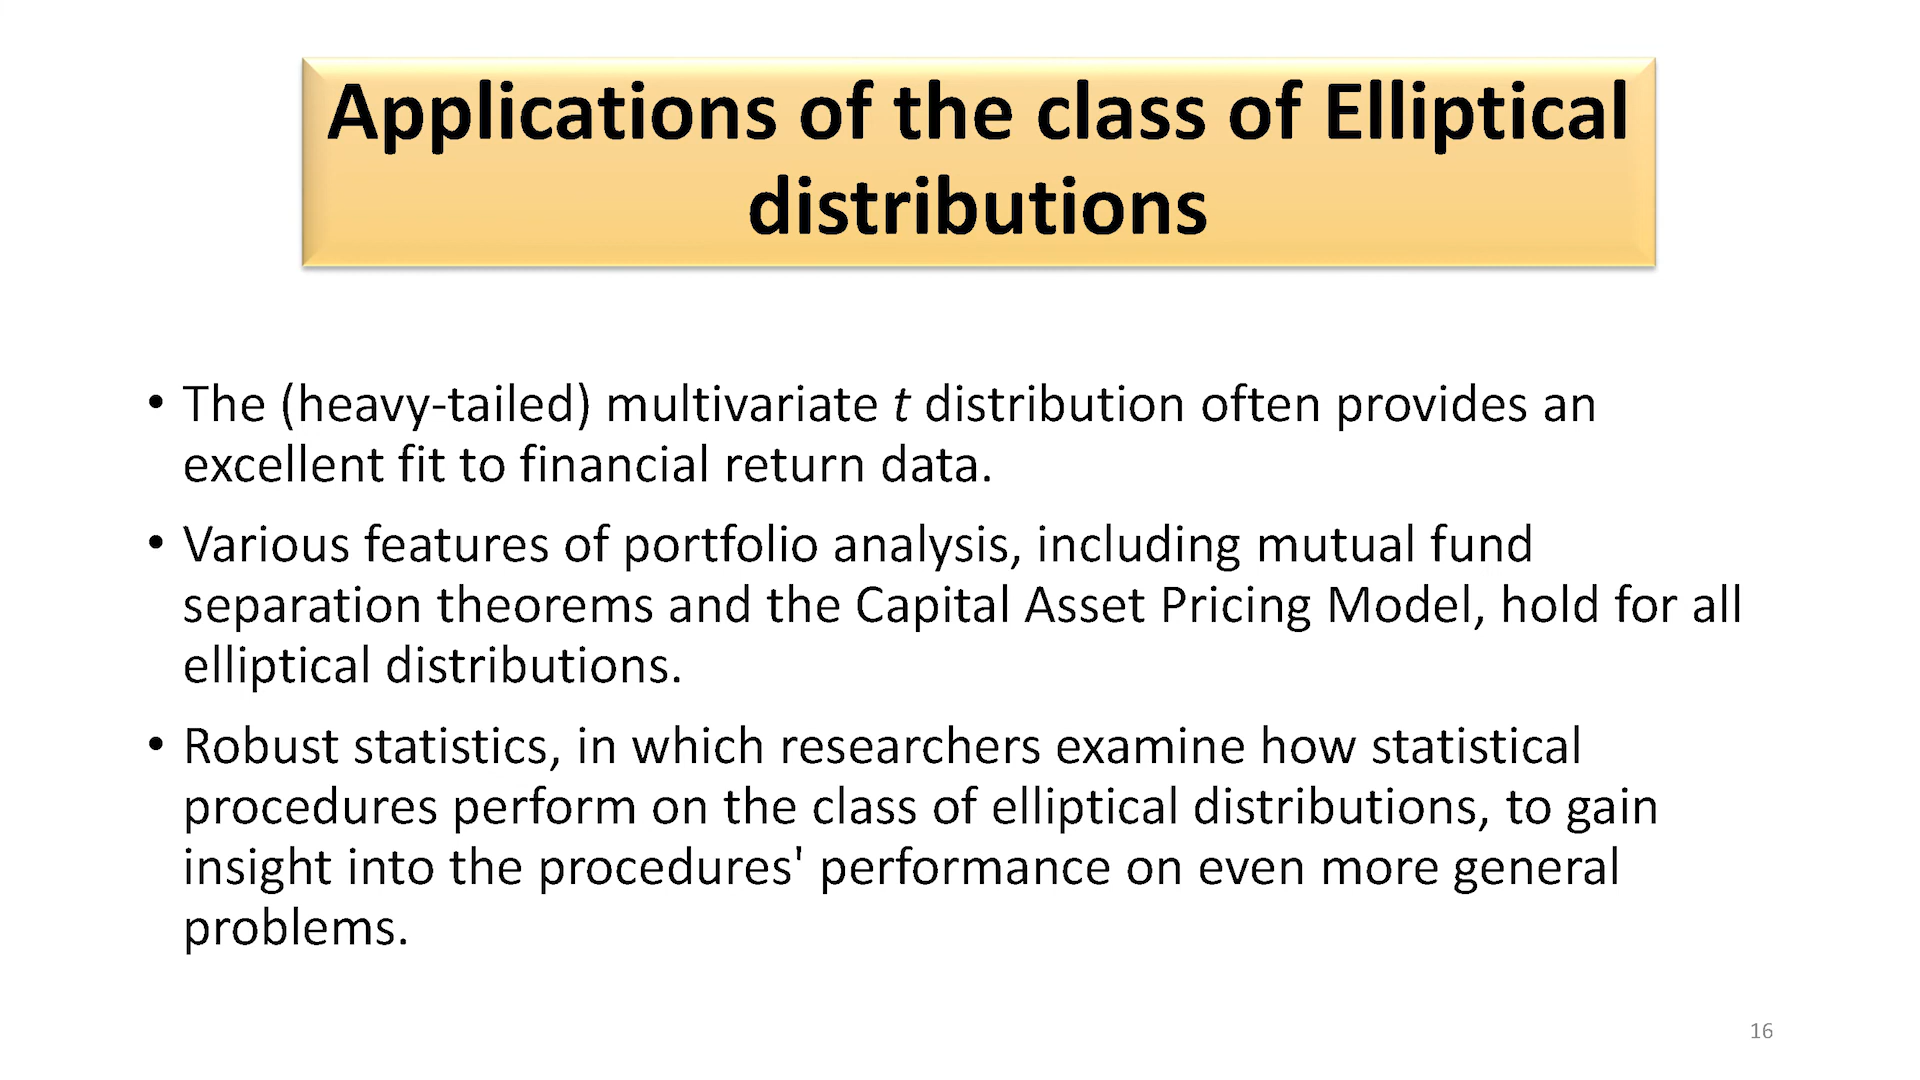 Applications of the class of Elliptical
distributions
• The (heavy-tailed) multivariate t distribution often provides an
excellent fit to financial return data.
• Various features of portfolio analysis, including mutual fund
separation theorems and the Capital Asset Pricing Model, hold for all
elliptical distributions.
• Robust statistics, in which researchers examine how statistical
procedures perform on the class of elliptical distributions, to gain
insight into the procedures' performance on even more general
problems.
16